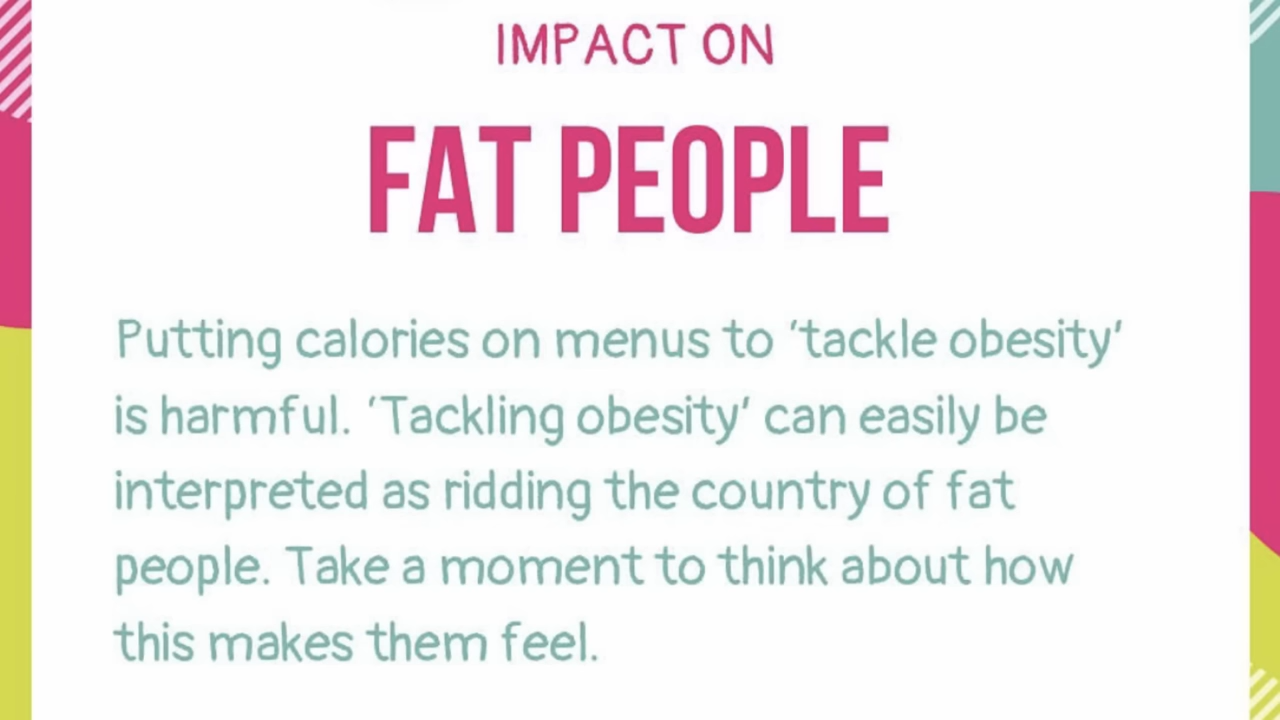 IMPACT ON
FAT PEOPLE
Putting calories on menus to ‘tackle obesity’
is harmful. ‘Tackling obesity’ can easily be
interpreted as ridding the country of fat
people. Take a moment to think about how
this makes them feel.